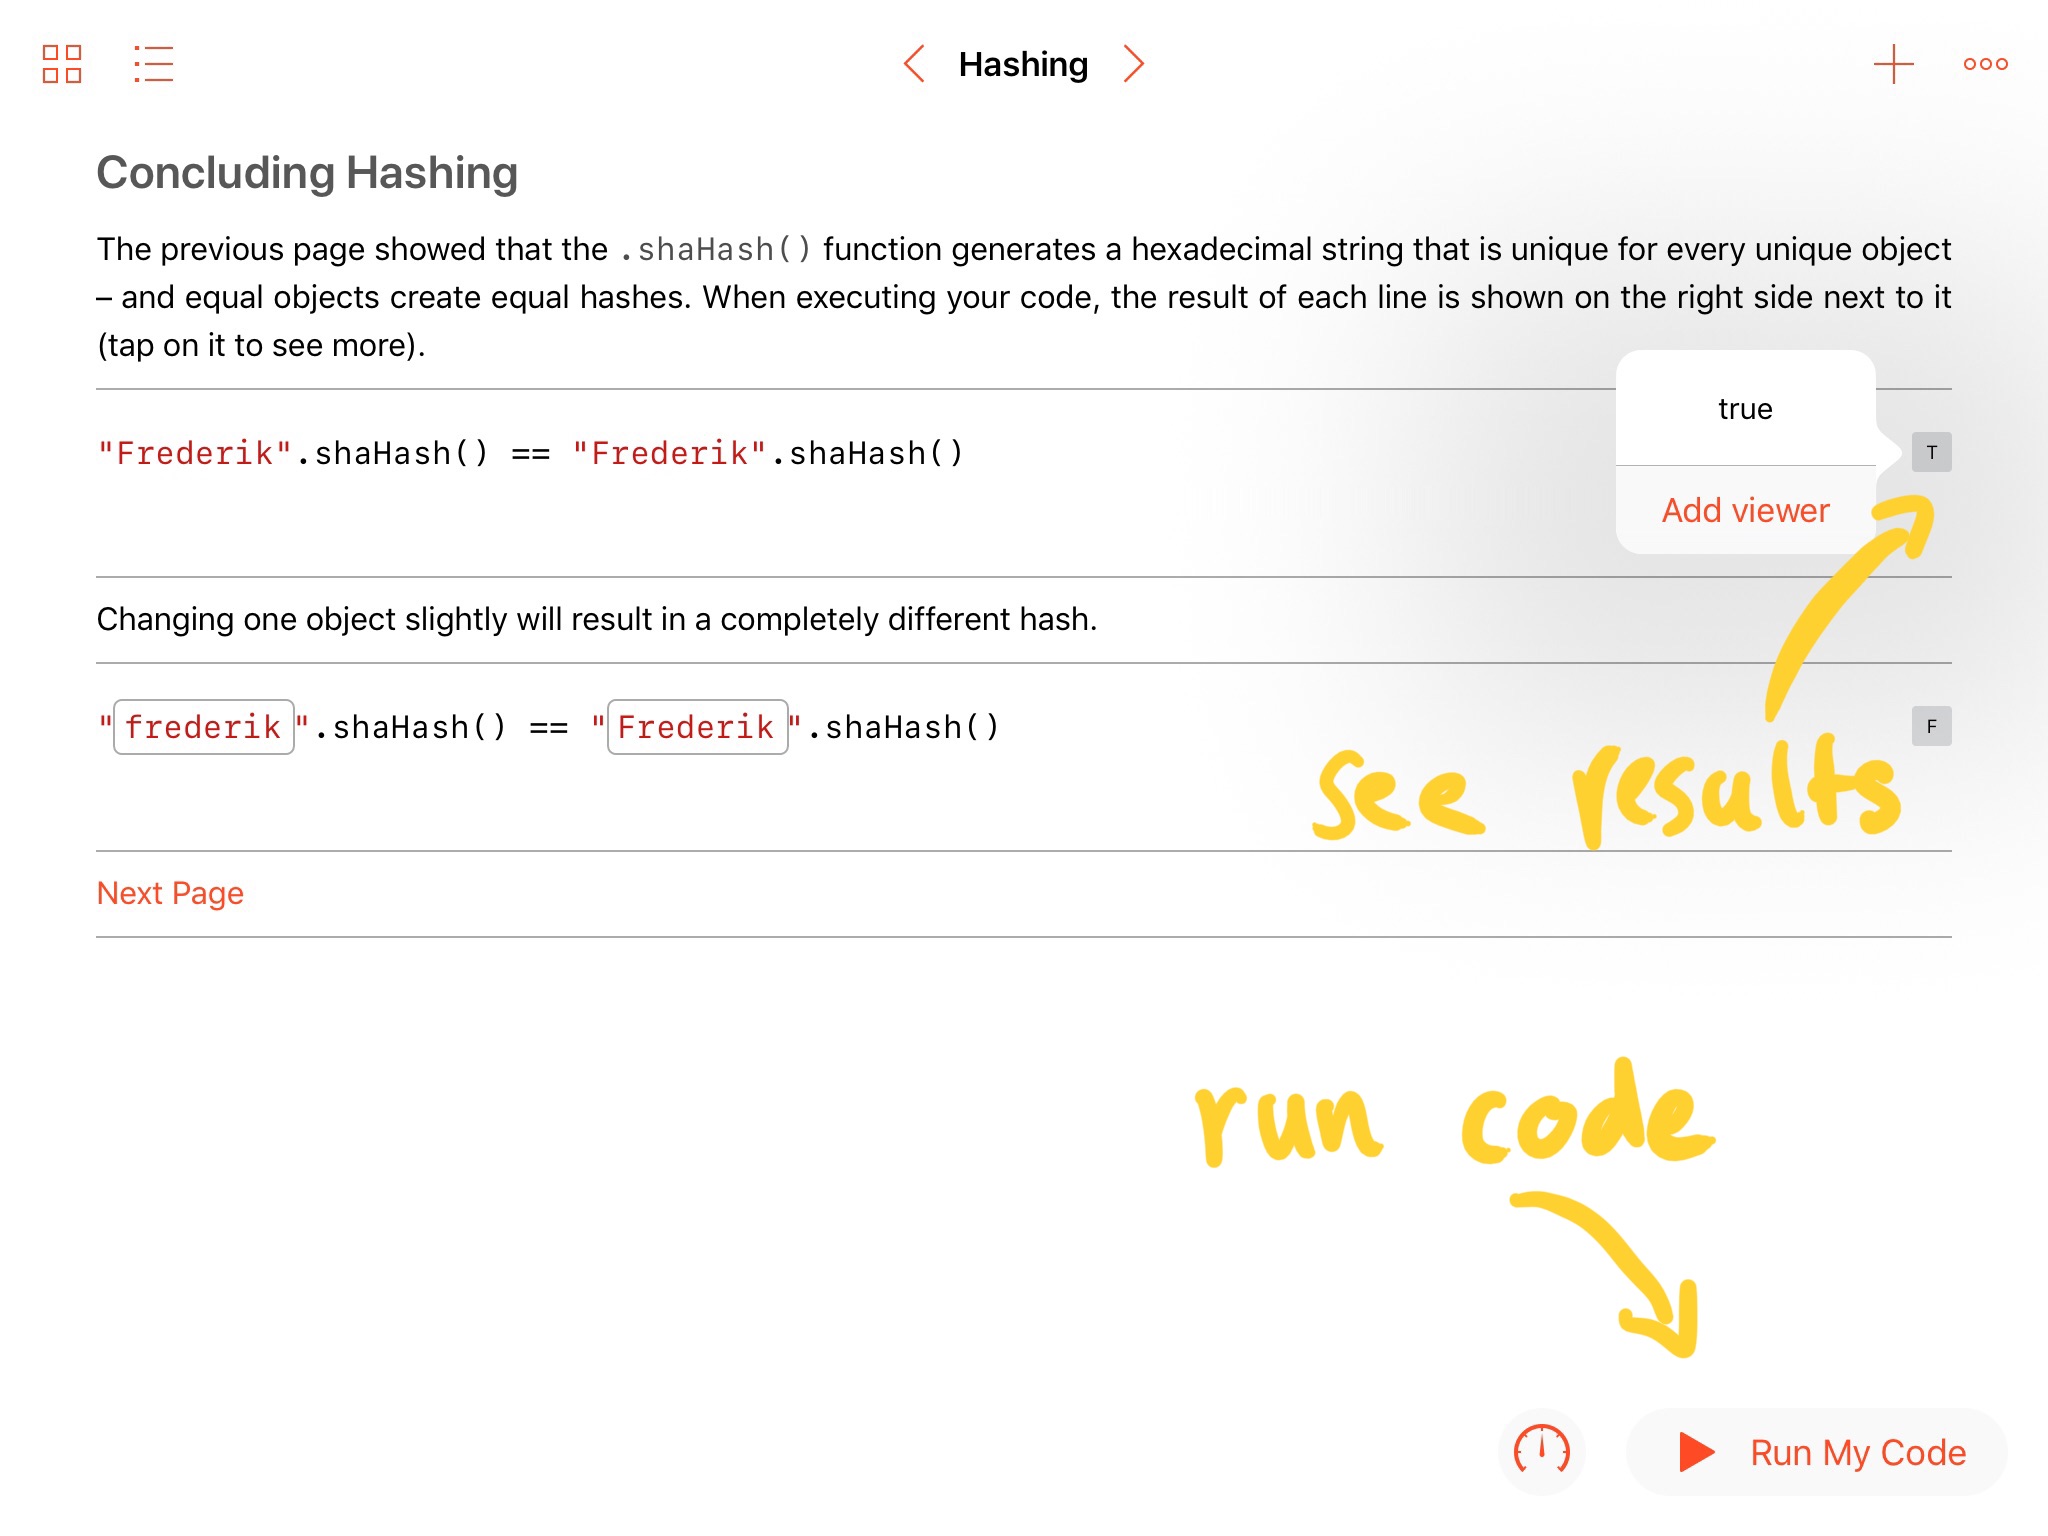 Hashing
Concluding Hashing
The previous page showed that the .shaHash() function generates a hexadecimal string that is unique for every unique object
– and equal objects create equal hashes. When executing your code, the result of each line is shown on the right side next to it
(tap on it to see more).
true
"Frederik".shaHash() == "Frederik".shaHash()
T
Add viewer
Changing one object slightly will result in a completely different hash.
"frederik".shaHash() == "Frederik".shaHash()
F
see results
Next Page
run code
Run My Code